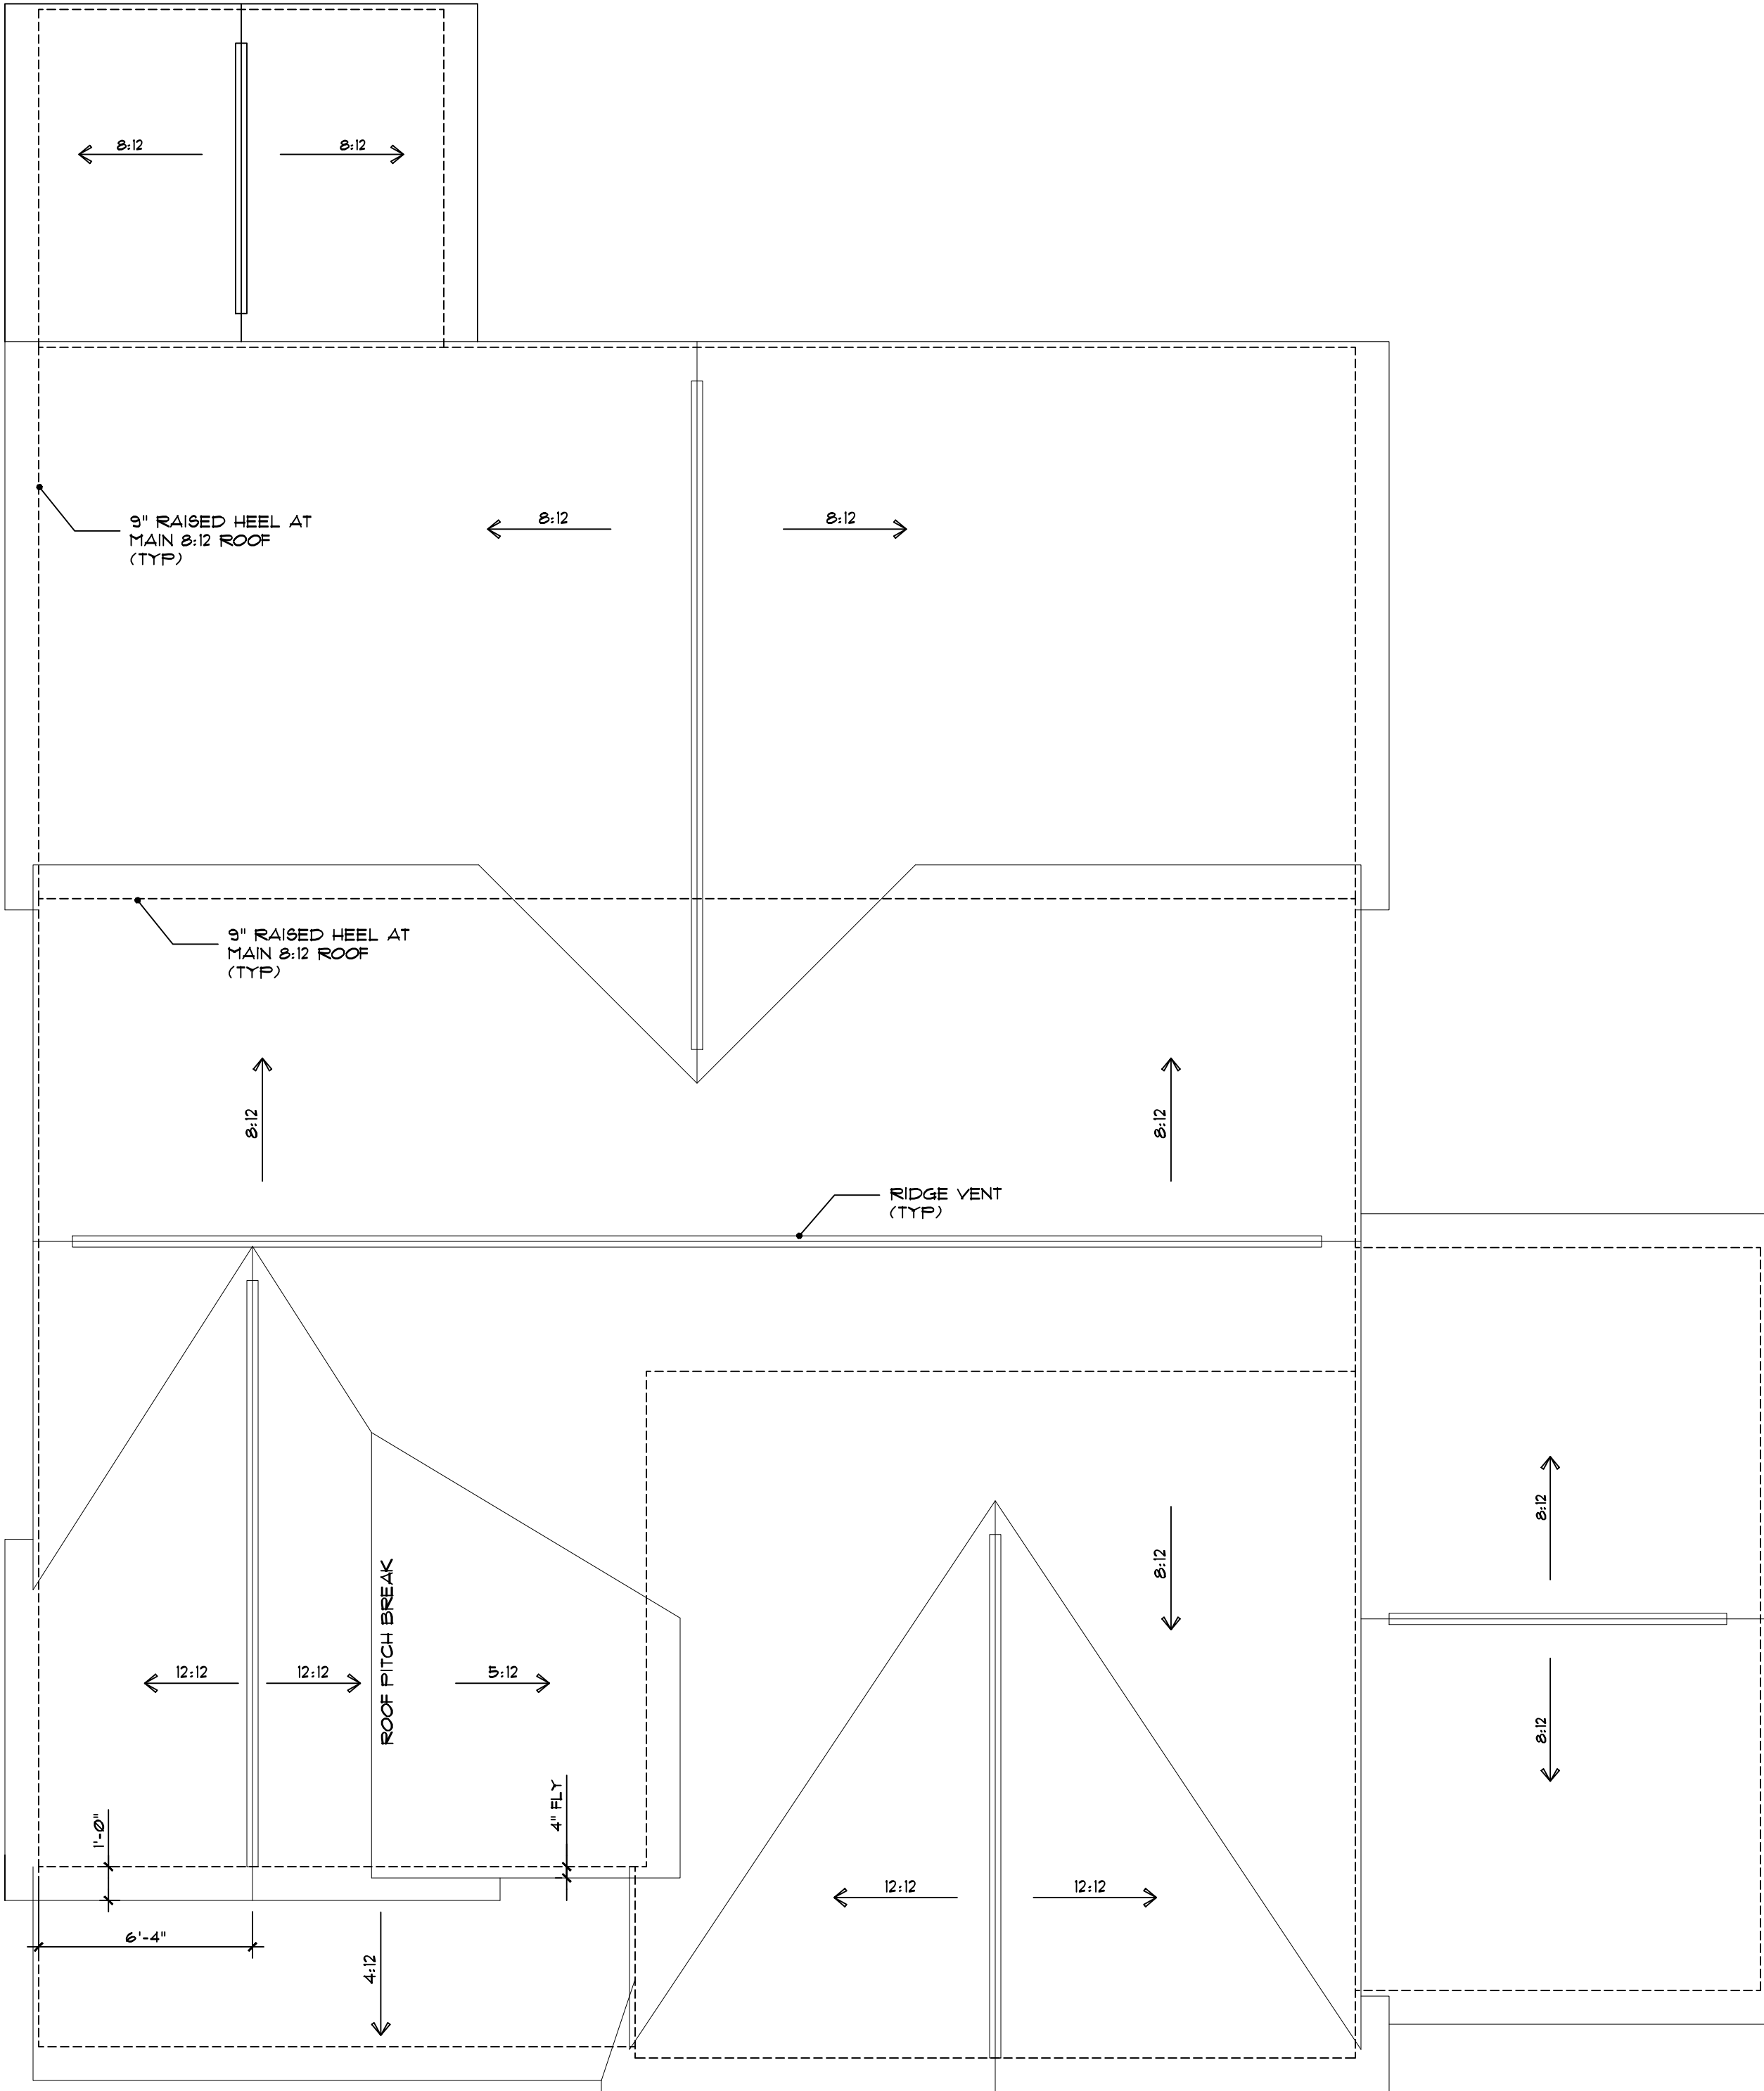 8:12
8:12
8:12
8:12
9" RAISED HEEL AT
MAIN 8:12 ROOF
(TYP)
9" RAISED HEEL AT
MAIN 8:12 ROOF
(TYP)
8:12
8:12
RIDGE VENT
(TYP)
8:12
8:12
ROOF PITCH BREAK
12:12
12:12
5:12
8:12
4" FLY
1'-0"
12:12
12:12
6'-4"
4:12